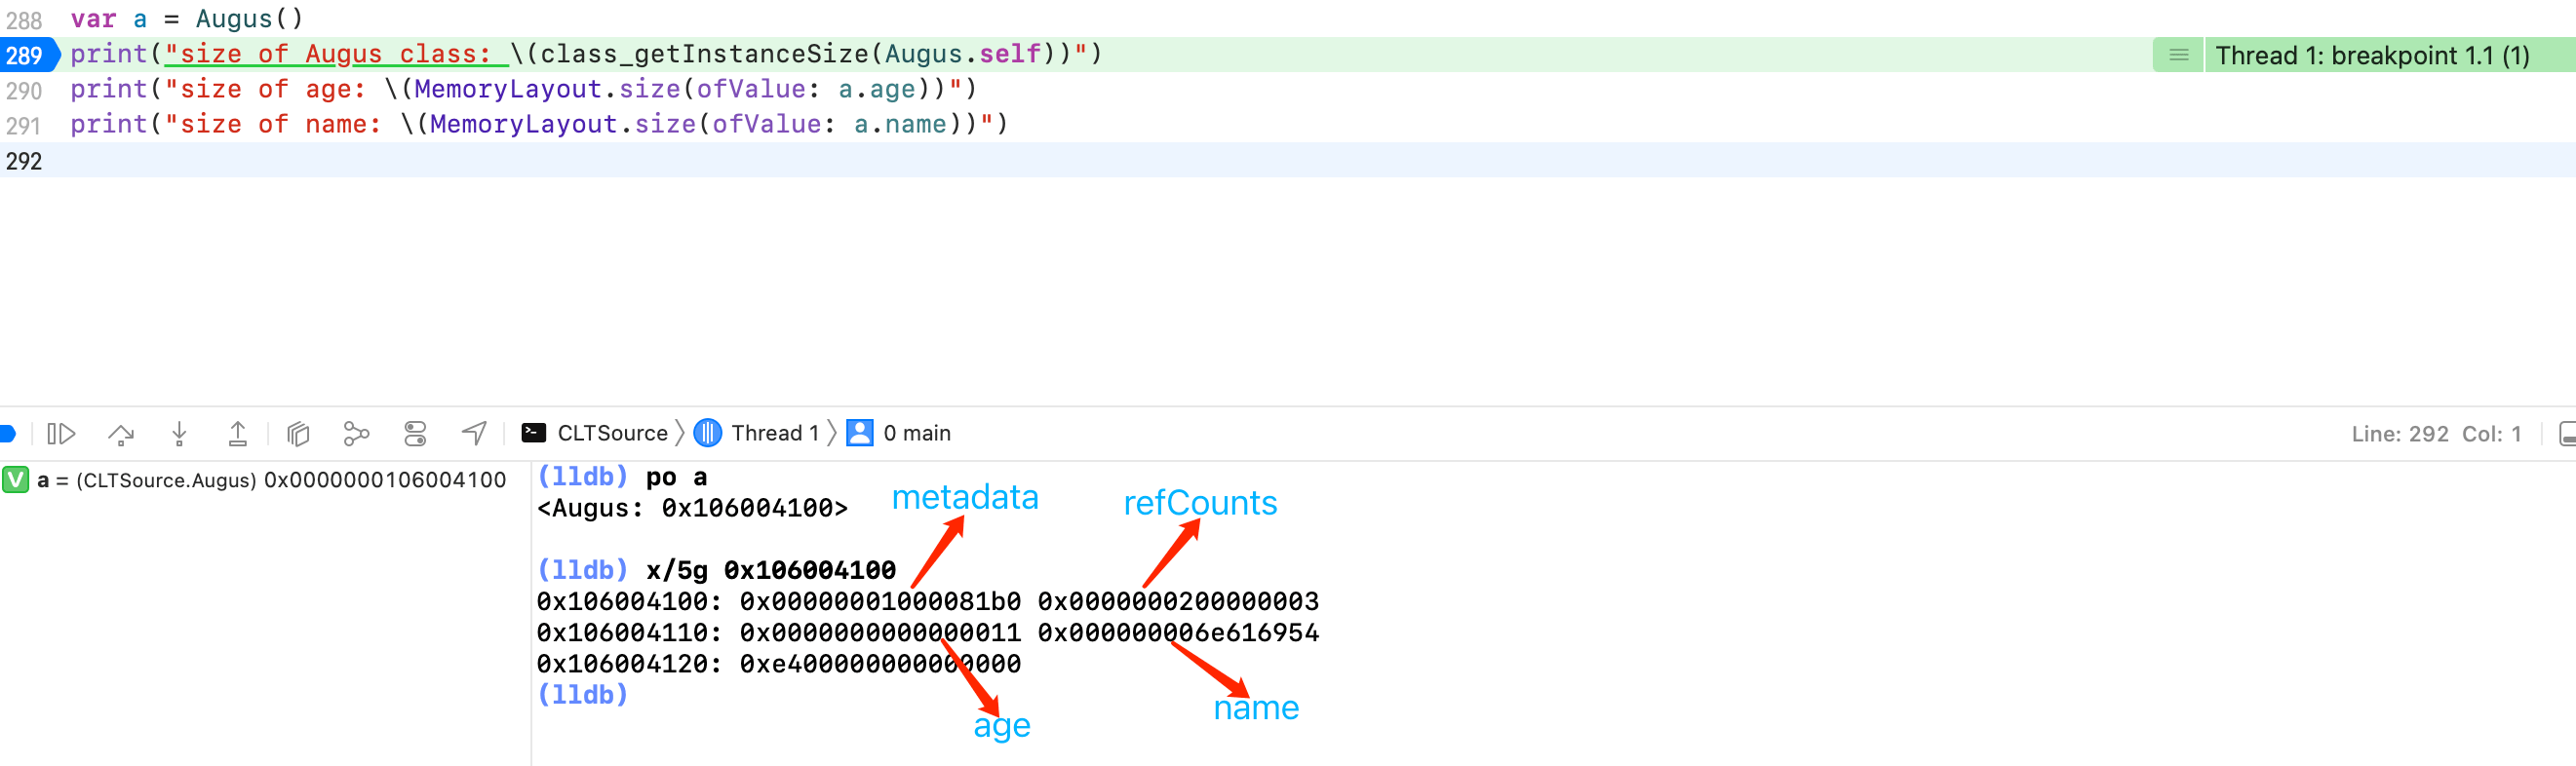 288 var a = Augus()
289 print("size of Augus class: \(class_getInstanceSize(Augus.self))") Thread 1: breakpoint 1.1 (1)
290 print("size of age: \(MemoryLayout.size(ofValue: a.age))")
291 print("size of name: \(MemoryLayout.size(ofValue: a.name))")
292
CLTSource Thread 1 0 main Line: 292 Col: 1
V a = (CLTSource.Augus) 0x0000000106004100
(lldb) po a
<Augus: 0x106004100>
metadata refCounts
(lldb) x/5g 0x106004100
0x106004100: 0x00000001000081b0 0x0000000200000003
0x106004110: 0x0000000000000011 0x000000006e616954
0x106004120: 0xe400000000000000
(lldb)
age name